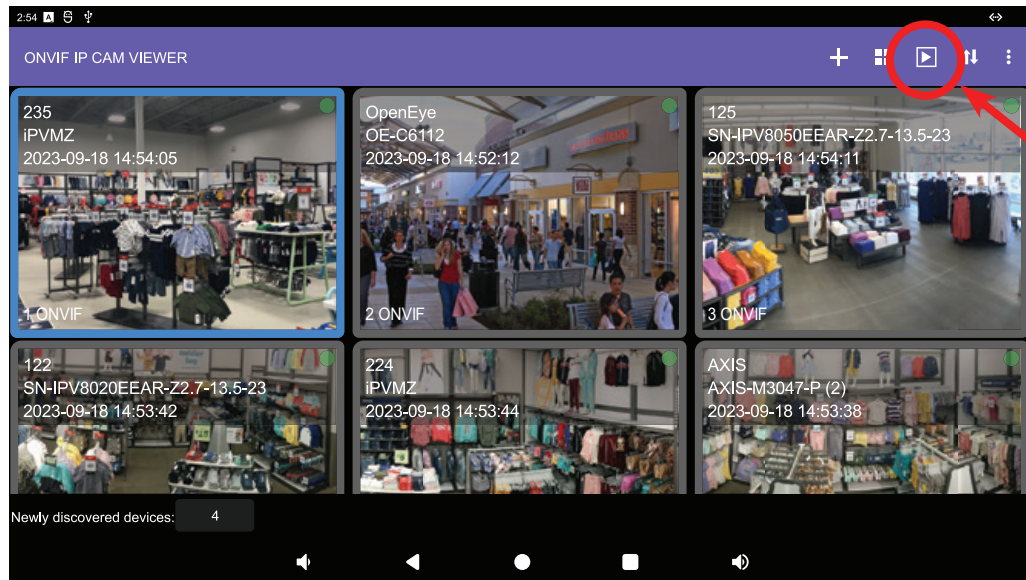 2:54
ONVIF IP CAM VIEWER
235
iPVMZ
2023-09-18 14:54:05
1 ONVIF
OpenEye
OE-C6112
2023-09-18 14:52:12
2 ONVIF
125
SN-IPV8050EEAR-Z2.7-13.5-23
2023-09-18 14:54:11
3 ONVIF
122
SN-IPV8020EEAR-Z2.7-13.5-23
2023-09-18 14:53:42
224
iPVMZ
2023-09-18 14:53:44
AXIS
AXIS-M3047-P (2)
2023-09-18 14:53:38
Newly discovered devices: 4